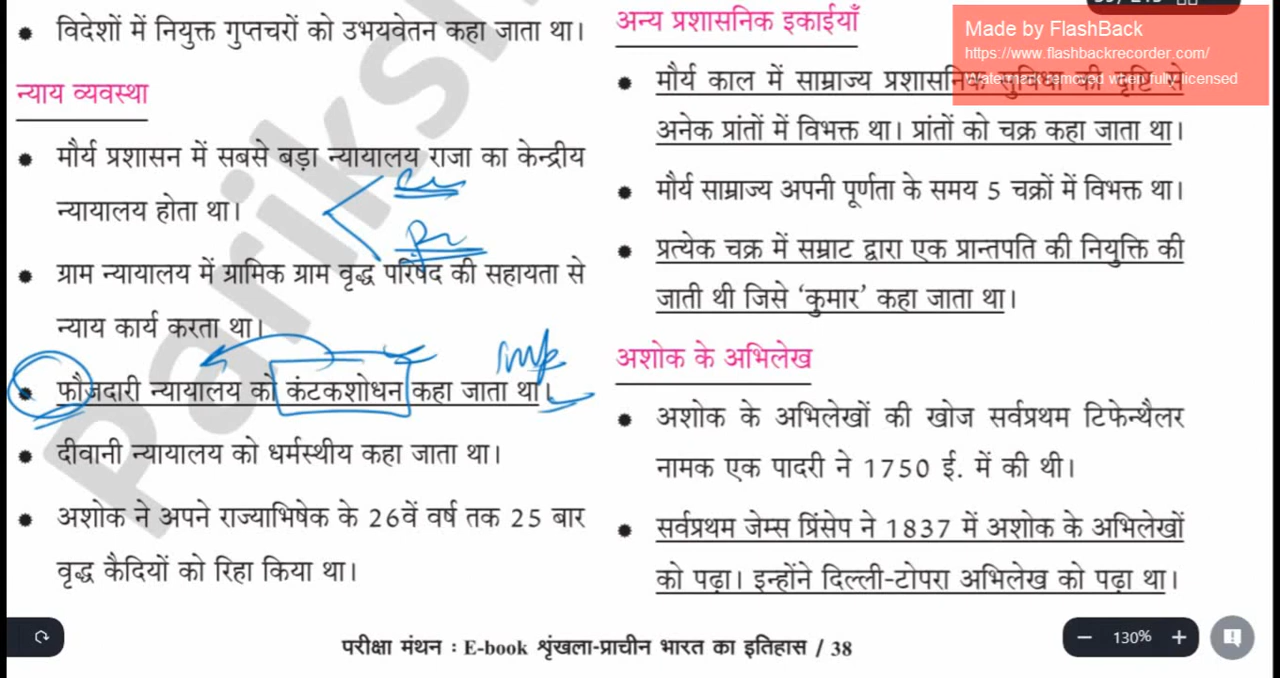 विदेशों में नियुक्त गुप्तचरों को उभयवेतन कहा जाता था।
न्याय व्यवस्था
मौर्य प्रशासन में सबसे बड़ा न्यायालय राजा का केन्द्रीय
न्यायालय होता था।
ग्राम न्यायालय में ग्रामिक ग्राम वृद्ध परिषद की सहायता से
न्याय कार्य करता था।
फौजदारी न्यायालय को कंटकशोधन कहा जाता था।
दीवानी न्यायालय को धर्मस्थीय कहा जाता था।
अशोक ने अपने राज्याभिषेक के 26वें वर्ष तक 25 बार
वृद्ध कैदियों को रिहा किया था।
अन्य प्रशासनिक इकाईयाँ
मौर्य काल में साम्राज्य प्रशासनिक सुविधा की दृष्टि से
अनेक प्रांतों में विभक्त था। प्रांतों को चक्र कहा जाता था।
मौर्य साम्राज्य अपनी पूर्णता के समय 5 चक्रों में विभक्त था।
प्रत्येक चक्र में सम्राट द्वारा एक प्रान्तपति की नियुक्ति की
जाती थी जिसे ‘कुमार’ कहा जाता था।
अशोक के अभिलेख
अशोक के अभिलेखों की खोज सर्वप्रथम टिफेन्थैलर
नामक एक पादरी ने 1750 ई. में की थी।
सर्वप्रथम जेम्स प्रिंसेप ने 1837 में अशोक के अभिलेखों
को पढ़ा। इन्होंने दिल्ली-टोपरा अभिलेख को पढ़ा था।
Made by FlashBack
https://www.flashbackrecorder.com/
Watermark removed when fully licensed
Pariksh
परीक्षा मंथन : E-book श्रृंखला-प्राचीन भारत का इतिहास / 38
130%